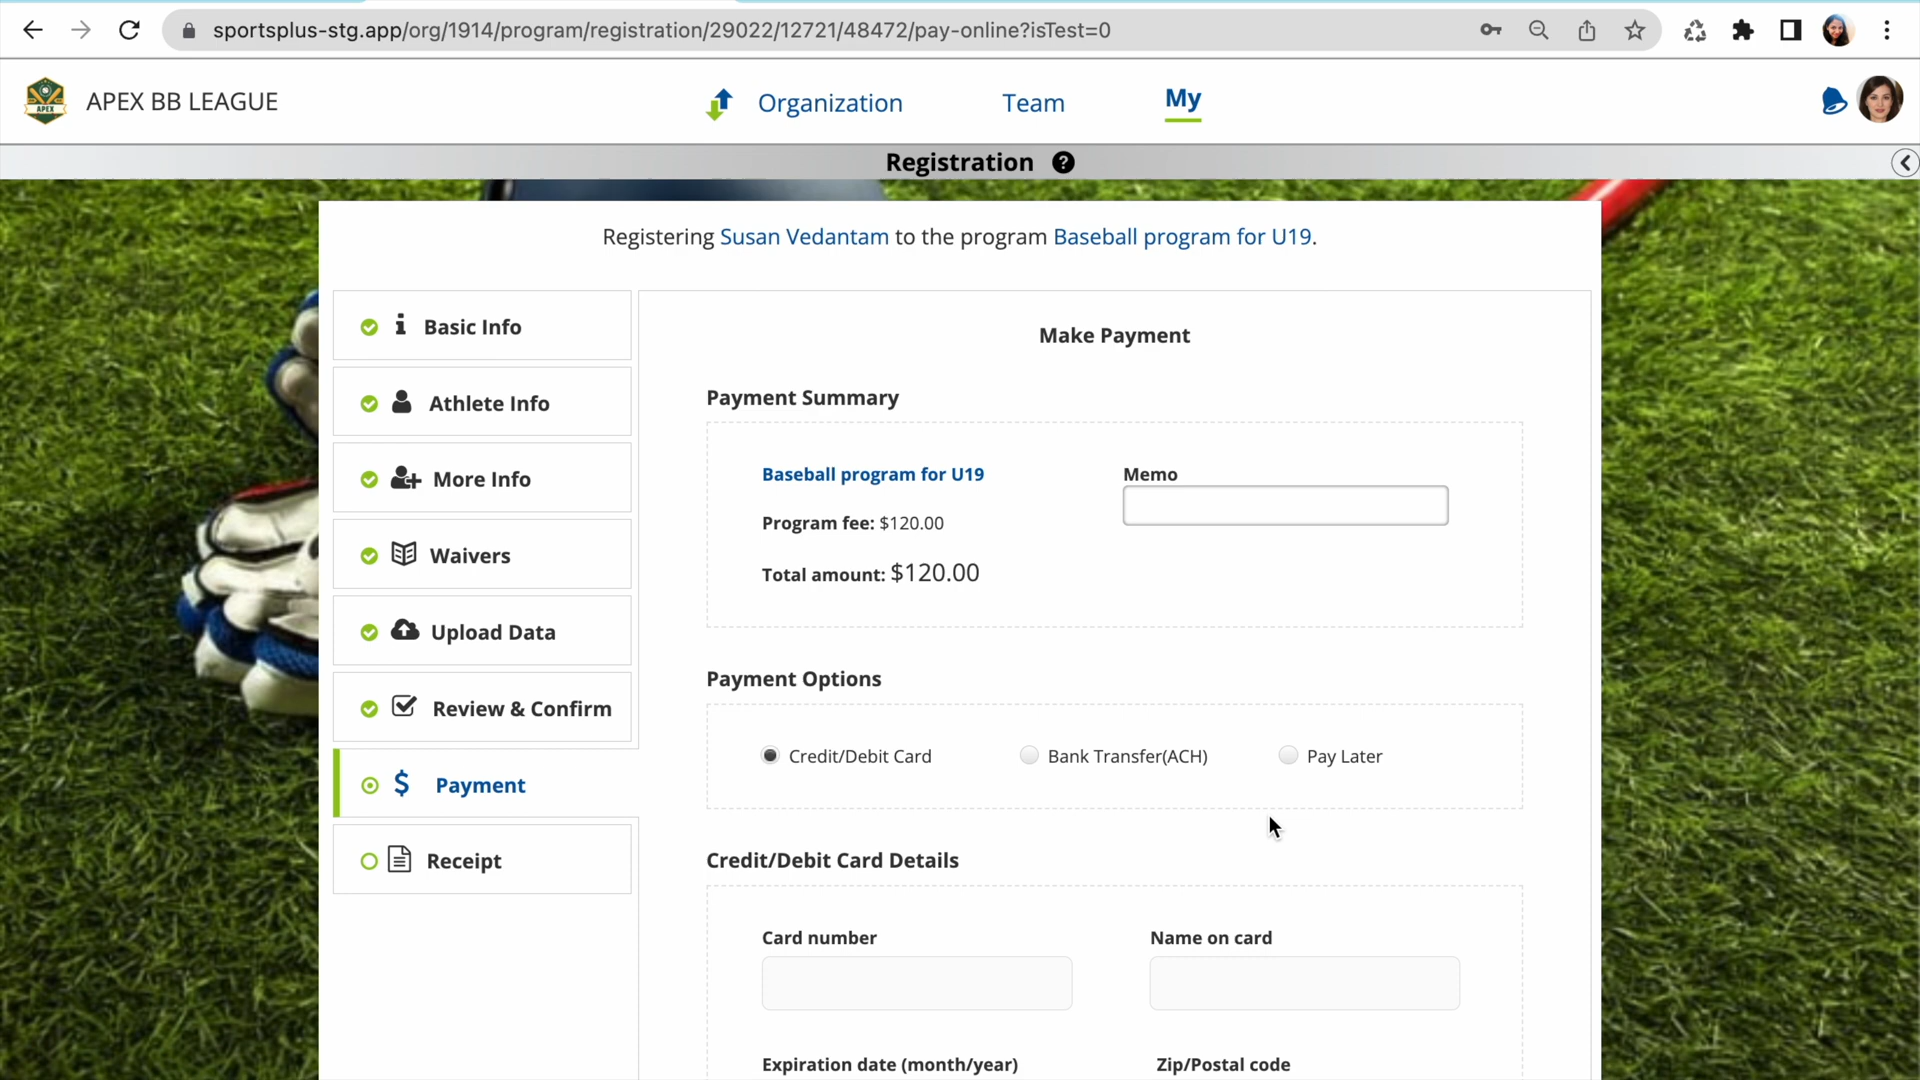 sportsplus-stg.app/org/1914/program/registration/29022/12721/48472/pay-online?isTest=0
APEX
APEX BB LEAGUE
Organization
Team
My
Registration ?
Registering Susan Vedantam to the program Baseball program for U19.
Basic Info
Athlete Info
More Info
Waivers
Upload Data
Review & Confirm
$ Payment
Receipt
Make Payment
Payment Summary
Baseball program for U19
Memo
Program fee: $120.00
Total amount: $120.00
Payment Options
Credit/Debit Card
Bank Transfer(ACH)
Pay Later
Credit/Debit Card Details
Card number
Name on card
Expiration date (month/year)
Zip/Postal code